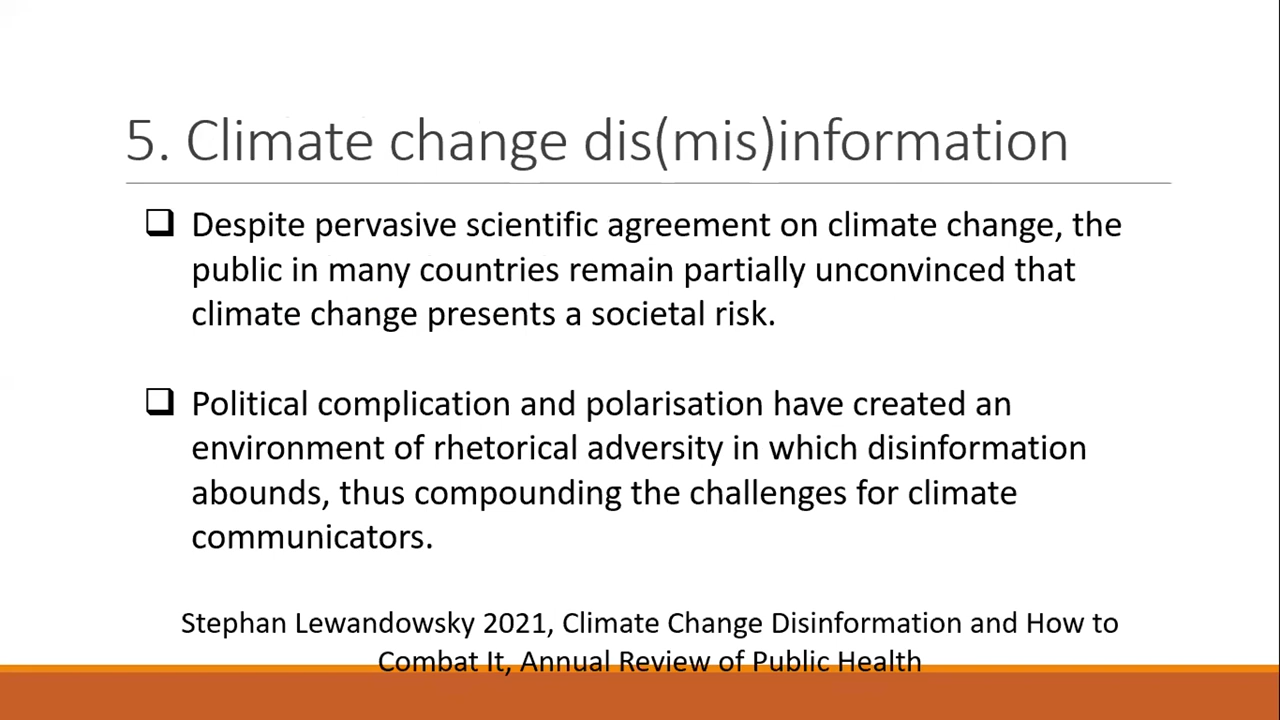 5. Climate change dis(mis)information
❑ Despite pervasive scientific agreement on climate change, the
public in many countries remain partially unconvinced that
climate change presents a societal risk.
❑ Political complication and polarisation have created an
environment of rhetorical adversity in which disinformation
abounds, thus compounding the challenges for climate
communicators.
Stephan Lewandowsky 2021, Climate Change Disinformation and How to
Combat It, Annual Review of Public Health